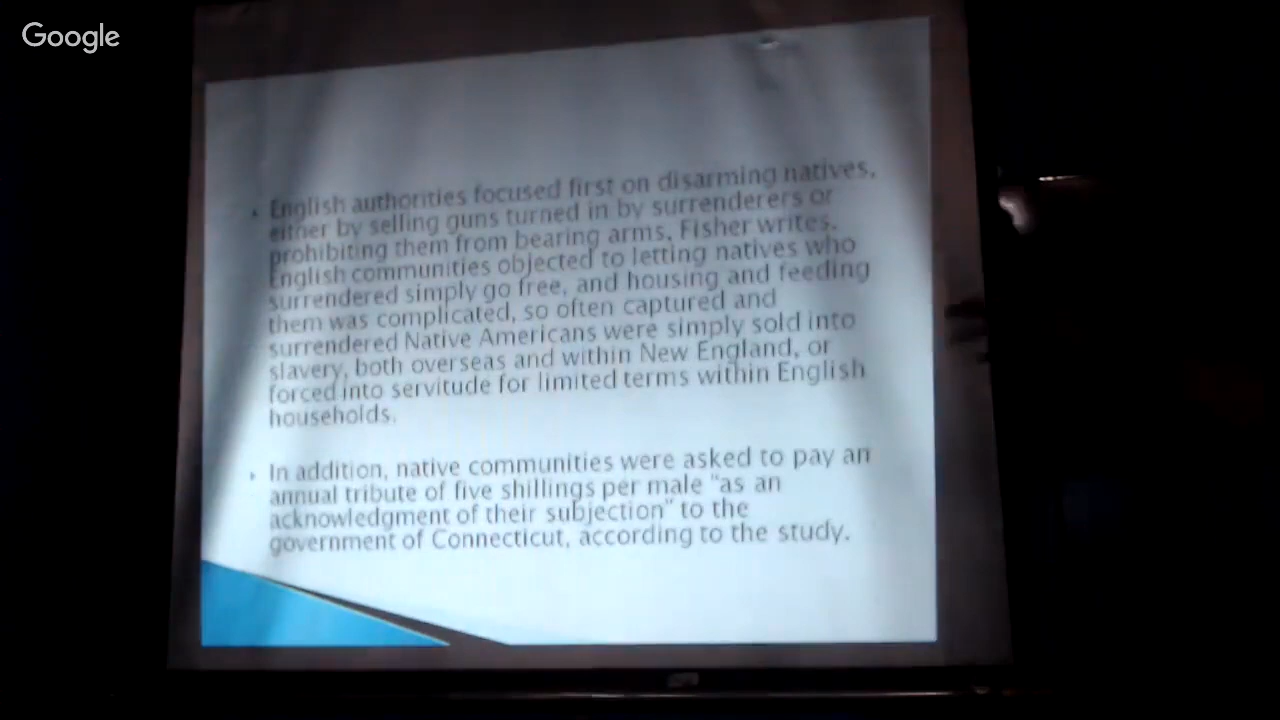 Google
English authorities focused first on disarming natives,
either by selling guns turned in by surrenderers or
prohibiting them from bearing arms, Fisher writes.
English communities objected to letting natives who
surrendered simply go free, and housing and feeding
them was complicated, so often captured and
surrendered Native Americans were simply sold into
slavery, both overseas and within New England, or
forced into servitude for limited terms within English
households.
In addition, native communities were asked to pay an
annual tribute of five shillings per male "as an
acknowledgment of their subjection" to the
government of Connecticut, according to the study.